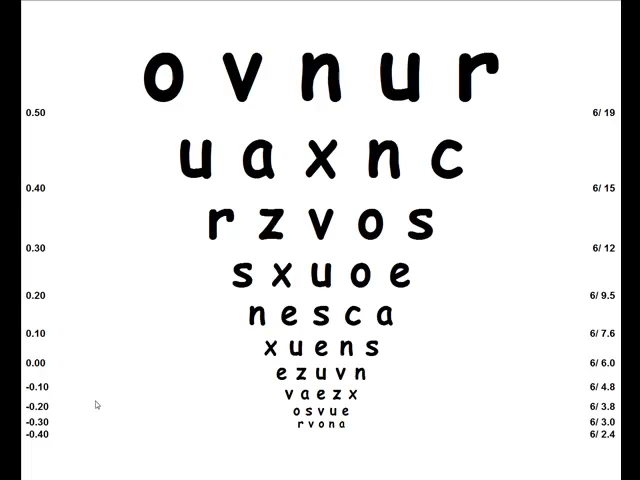 o v n u r
0.50 6/ 19
u a x n c
0.40 6/ 15
r z v o s
0.30 6/ 12
s x u o e
0.20 6/ 9.5
n e s c a
0.10 6/ 7.6
x u e n s
0.00 6/ 6.0
e z u v n
-0.10 6/ 4.8
v a e z x
-0.20 6/ 3.8
o s v u e
-0.30 6/ 3.0
r v o n a
-0.40 6/ 2.4